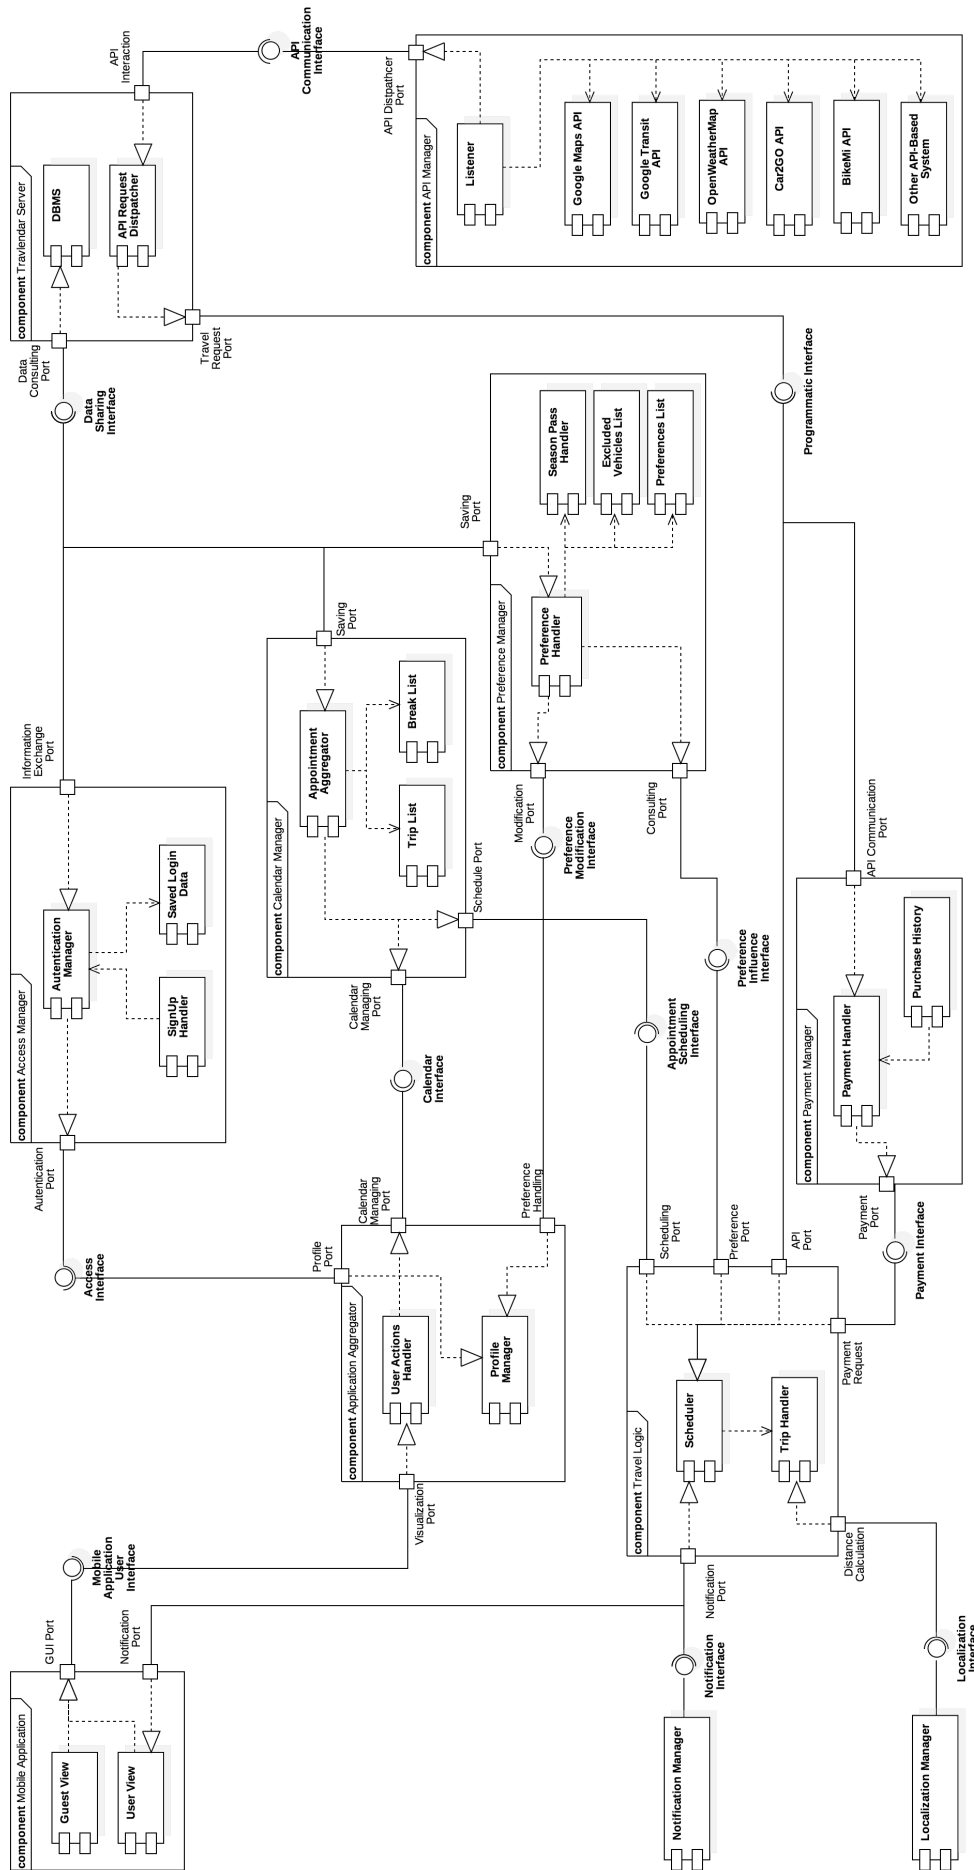 component Mobile Application
Guest View
User View
GUI Port
Notification
Port
Mobile
Application
User
Interface
Notification Manager
Notification
Interface
Localization Manager
Localization
Interface
component Application Aggregator
User Actions
Handler
Profile
Manager
Visualization
Port
Profile
Port
Calendar
Managing
Port
Preference
Handling
component Travel Logic
Scheduler
Trip Handler
Notification
Port
Distance
Calculation
Payment
Request
Scheduling
Port
Preference
Port
API
Port
Access
Interface
Calendar
Interface
Payment Interface
component Access Manager
Autentication
Manager
SignUp
Handler
Saved Login
Data
Autentication
Port
Information
Exchange
Port
component Calendar Manager
Appointment
Aggregator
Trip List
Break List
Calendar
Managing
Port
Schedule Port
Saving
Port
Appointment
Scheduling
Interface
Preference
Influence
Interface
Preference
Modification
Interface
component Payment Manager
Payment Handler
Purchase History
Payment
Port
API Communication
Port
component Preference Manager
Preference
Handler
Season Pass
Handler
Excluded
Vehicles List
Preferences List
Modification
Port
Consulting
Port
Saving
Port
Data
Sharing
Interface
Programmatic Interface
component Travlendar Server
DBMS
API Request
Distpatcher
Data
Consulting
Port
Travel
Request
Port
API
Interaction
API
Communication
Interface
component API Manager
API Distpathcer
Port
Listener
Google Maps API
Google Transit
API
OpenWeatherMap
API
Car2GO API
BikeMi API
Other API-Based
System